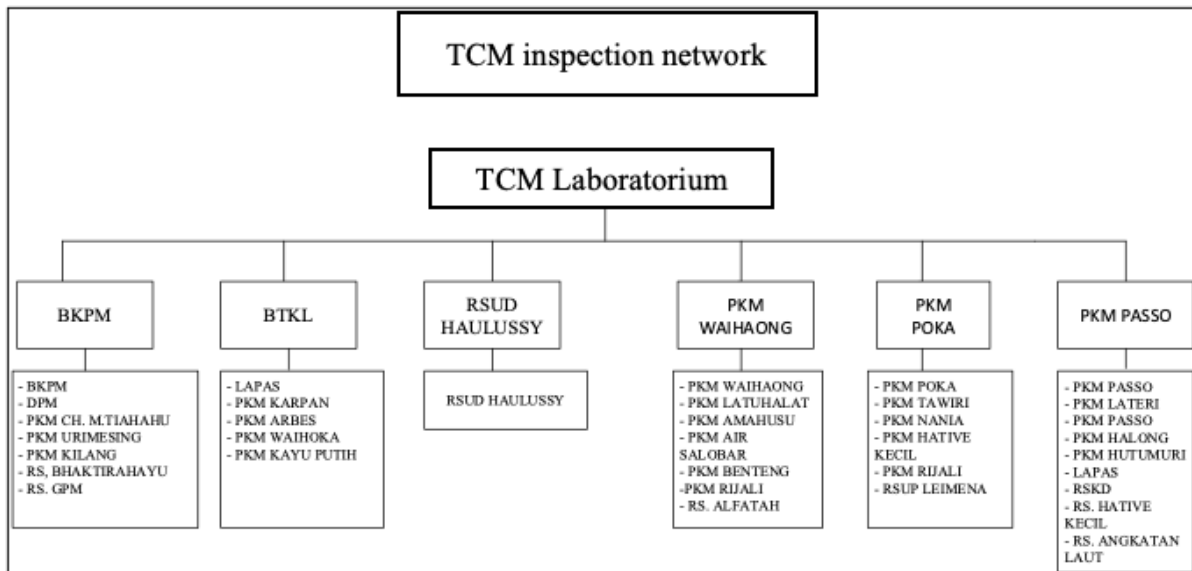 TCM inspection network
TCM Laboratorium
BKPM
BTKL
RSUD
HAULUSSY
PKM
WAIHAONG
PKM
POKA
PKM PASSO
- BKPM
- DPM
- PKM CH. M.TIAHAHU
- PKM URIMESING
- PKM KILANG
- RS, BHAKTIRAHAYU
- RS. GPM
- LAPAS
- PKM KARPAN
- PKM ARBES
- PKM WAIHOKA
- PKM KAYU PUTIH
RSUD HAULUSSY
- PKM WAIHAONG
- PKM LATUHALAT
- PKM AMAHUSU
- PKM AIR
SALOBAR
- PKM BENTENG
-PKM RIJALI
- RS. ALFATAH
- PKM POKA
- PKM TAWIRI
- PKM NANIA
- PKM HATIVE
KECIL
- PKM RIJALI
- RSUP LEIMENA
- PKM PASSO
- PKM LATERI
- PKM PASSO
- PKM HALONG
- PKM HUTUMURI
- LAPAS
- RSKD
- RS. HATIVE
KECIL
- RS. ANGKATAN
LAUT